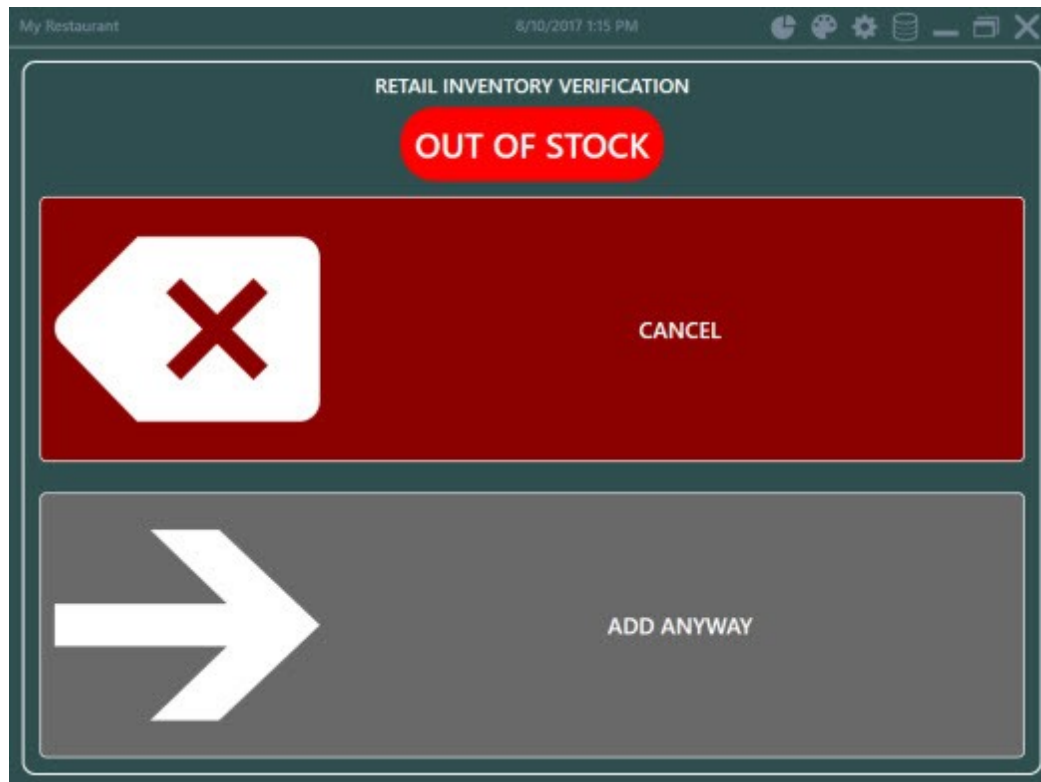 My Restaurant 8/10/2017 1:15 PM
RETAIL INVENTORY VERIFICATION
OUT OF STOCK
CANCEL
ADD ANYWAY